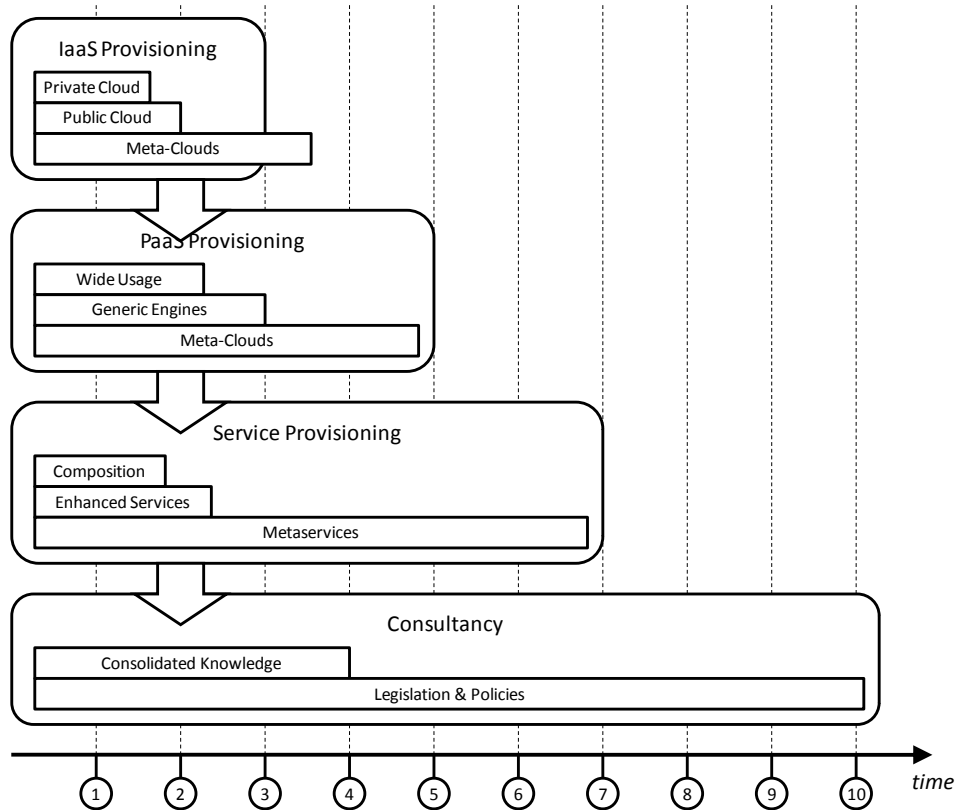 IaaS Provisioning
Private Cloud
Public Cloud
Meta-Clouds
PaaS Provisioning
Wide Usage
Generic Engines
Meta-Clouds
Service Provisioning
Composition
Enhanced Services
Metaservices
Consultancy
Consolidated Knowledge
Legislation & Policies
time
1 2 3 4 5 6 7 8 9 10